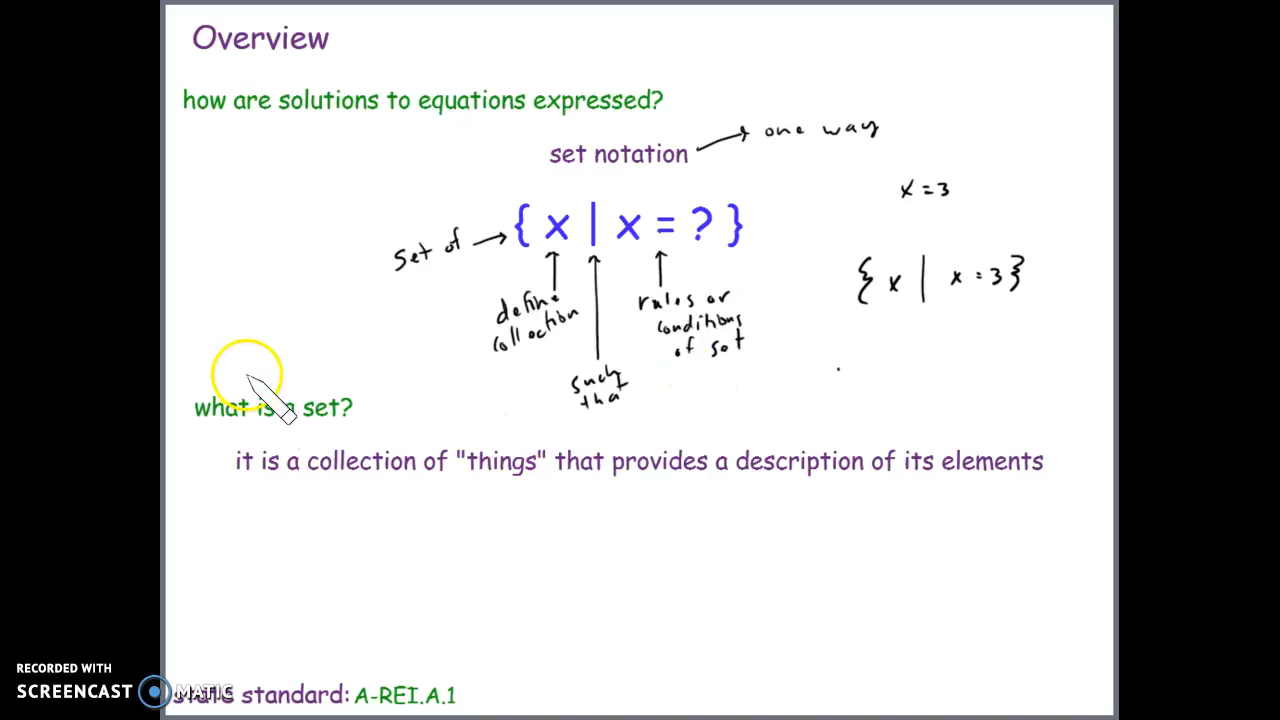 Overview
how are solutions to equations expressed?
set notation → one way
x = 3
{ x | x = ? }
set of →
{ x | x = 3 }
define collection
rules or conditions of set
such tha
what is a set?
it is a collection of "things" that provides a description of its elements
RECORDED WITH
SCREENCAST MATIC
standard: A-REI.A.1